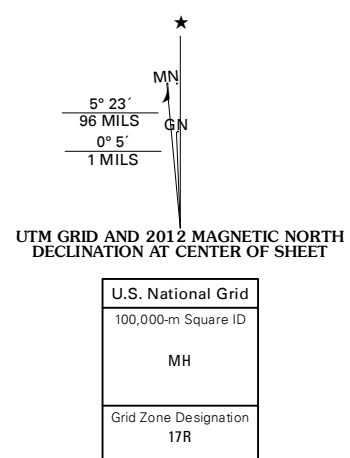 MN
5° 23´
96 MILS
GN
0° 5´
1 MILS
UTM GRID AND 2012 MAGNETIC NORTH
DECLINATION AT CENTER OF SHEET
U.S. National Grid
100,000-m Square ID
MH
Grid Zone Designation
17R